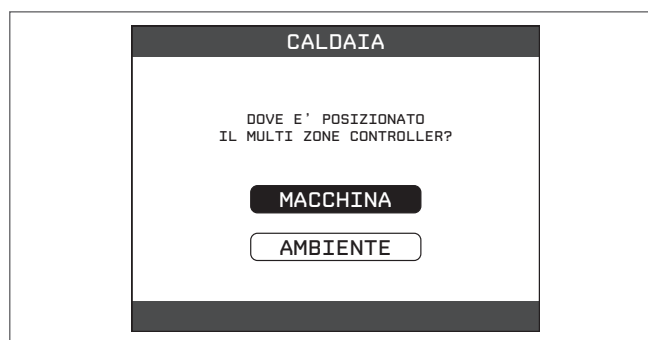 CALDAIA
DOVE E' POSIZIONATO
IL MULTI ZONE CONTROLLER?
MACCHINA
AMBIENTE